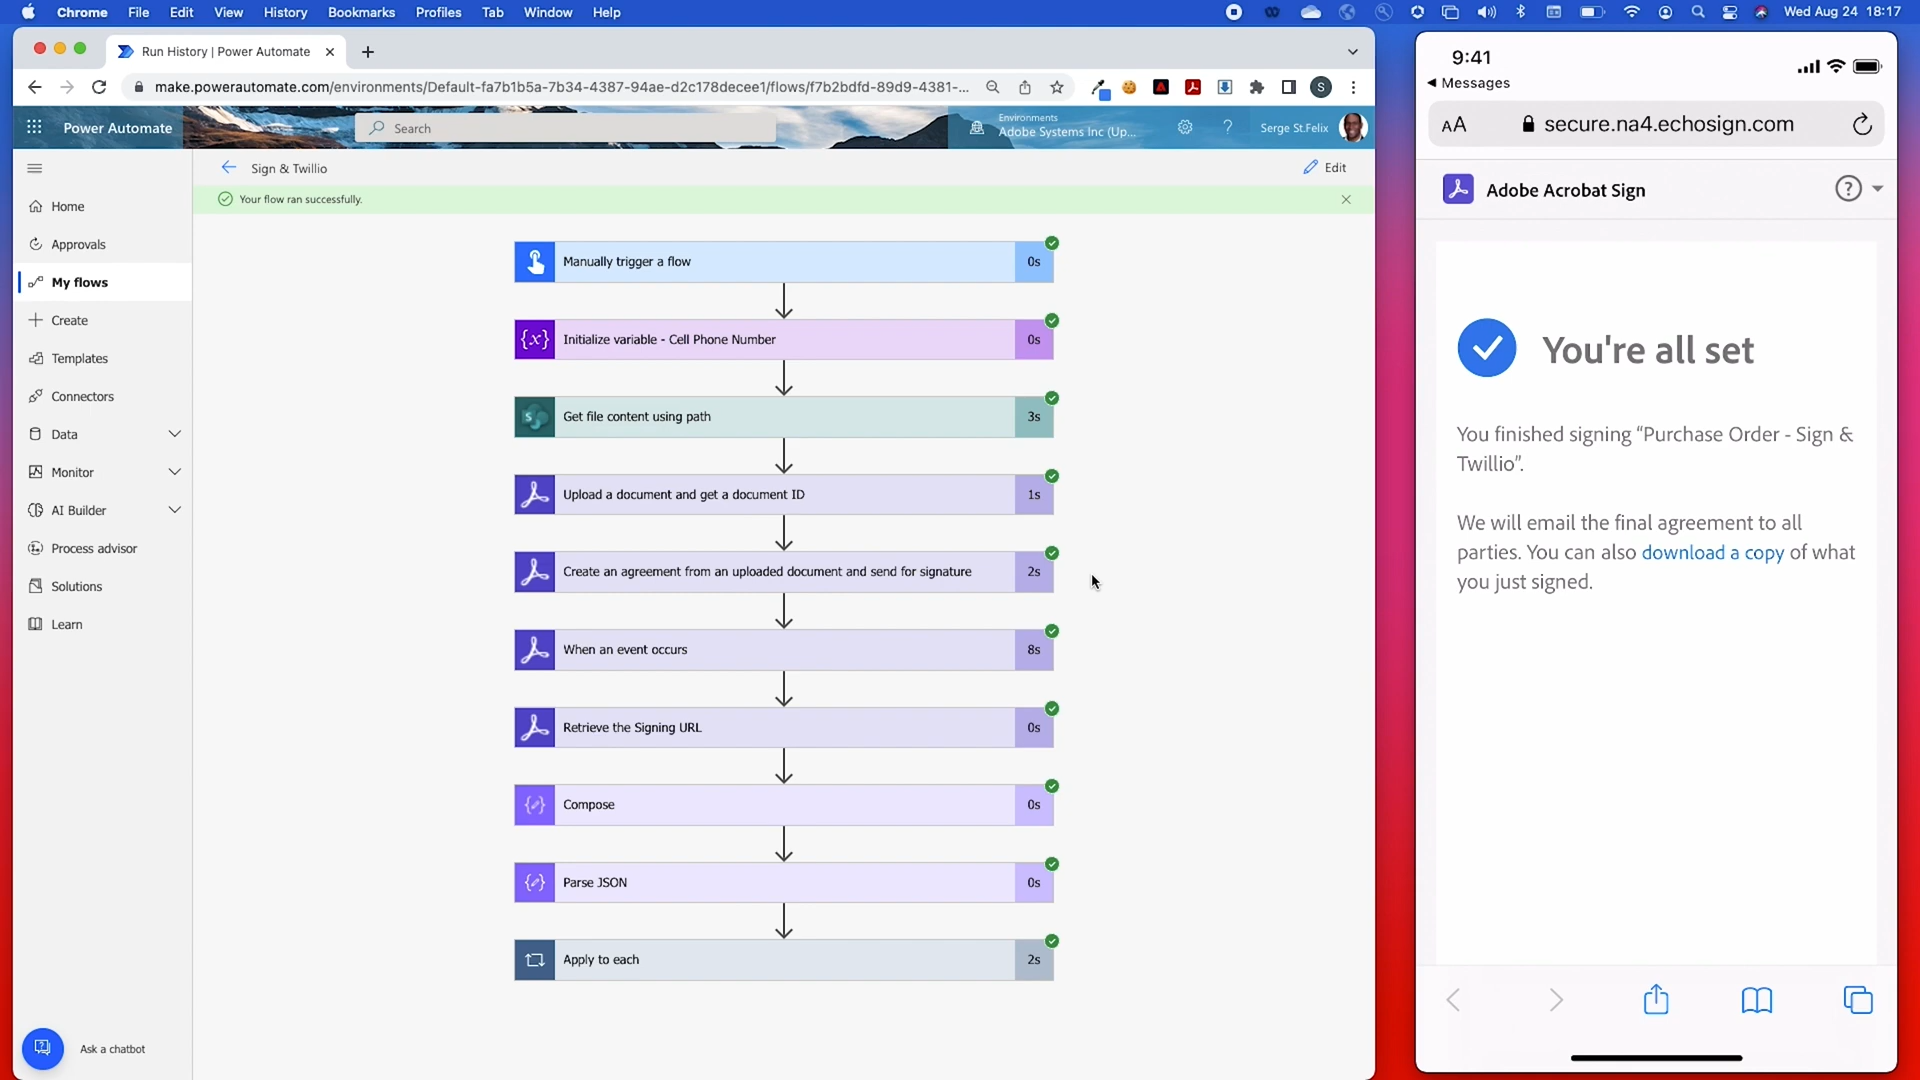 Chrome File Edit View History Bookmarks Profiles Tab Window Help
Wed Aug 24 18:17
Run History | Power Automate
make.powerautomate.com/environments/Default-fa7b1b5a-7b34-4387-94ae-d2c178decee1/flows/f7b2bdfd-89d9-4381-...
S
Power Automate
Search
Environments
Adobe Systems Inc (Up...
?
Serge St.Felix
Sign & Twillio
Edit
Your flow ran successfully.
Home
Approvals
My flows
Create
Templates
Connectors
Data
Monitor
AI Builder
Process advisor
Solutions
Learn
Ask a chatbot
Manually trigger a flow 0s
{x} Initialize variable - Cell Phone Number 0s
S Get file content using path 3s
Upload a document and get a document ID 1s
Create an agreement from an uploaded document and send for signature 2s
When an event occurs 8s
Retrieve the Signing URL 0s
Compose 0s
Parse JSON 0s
Apply to each 2s
9:41
Messages
AA secure.na4.echosign.com
Adobe Acrobat Sign ?
You're all set
You finished signing “Purchase Order - Sign &
Twillio”.
We will email the final agreement to all
parties. You can also download a copy of what
you just signed.